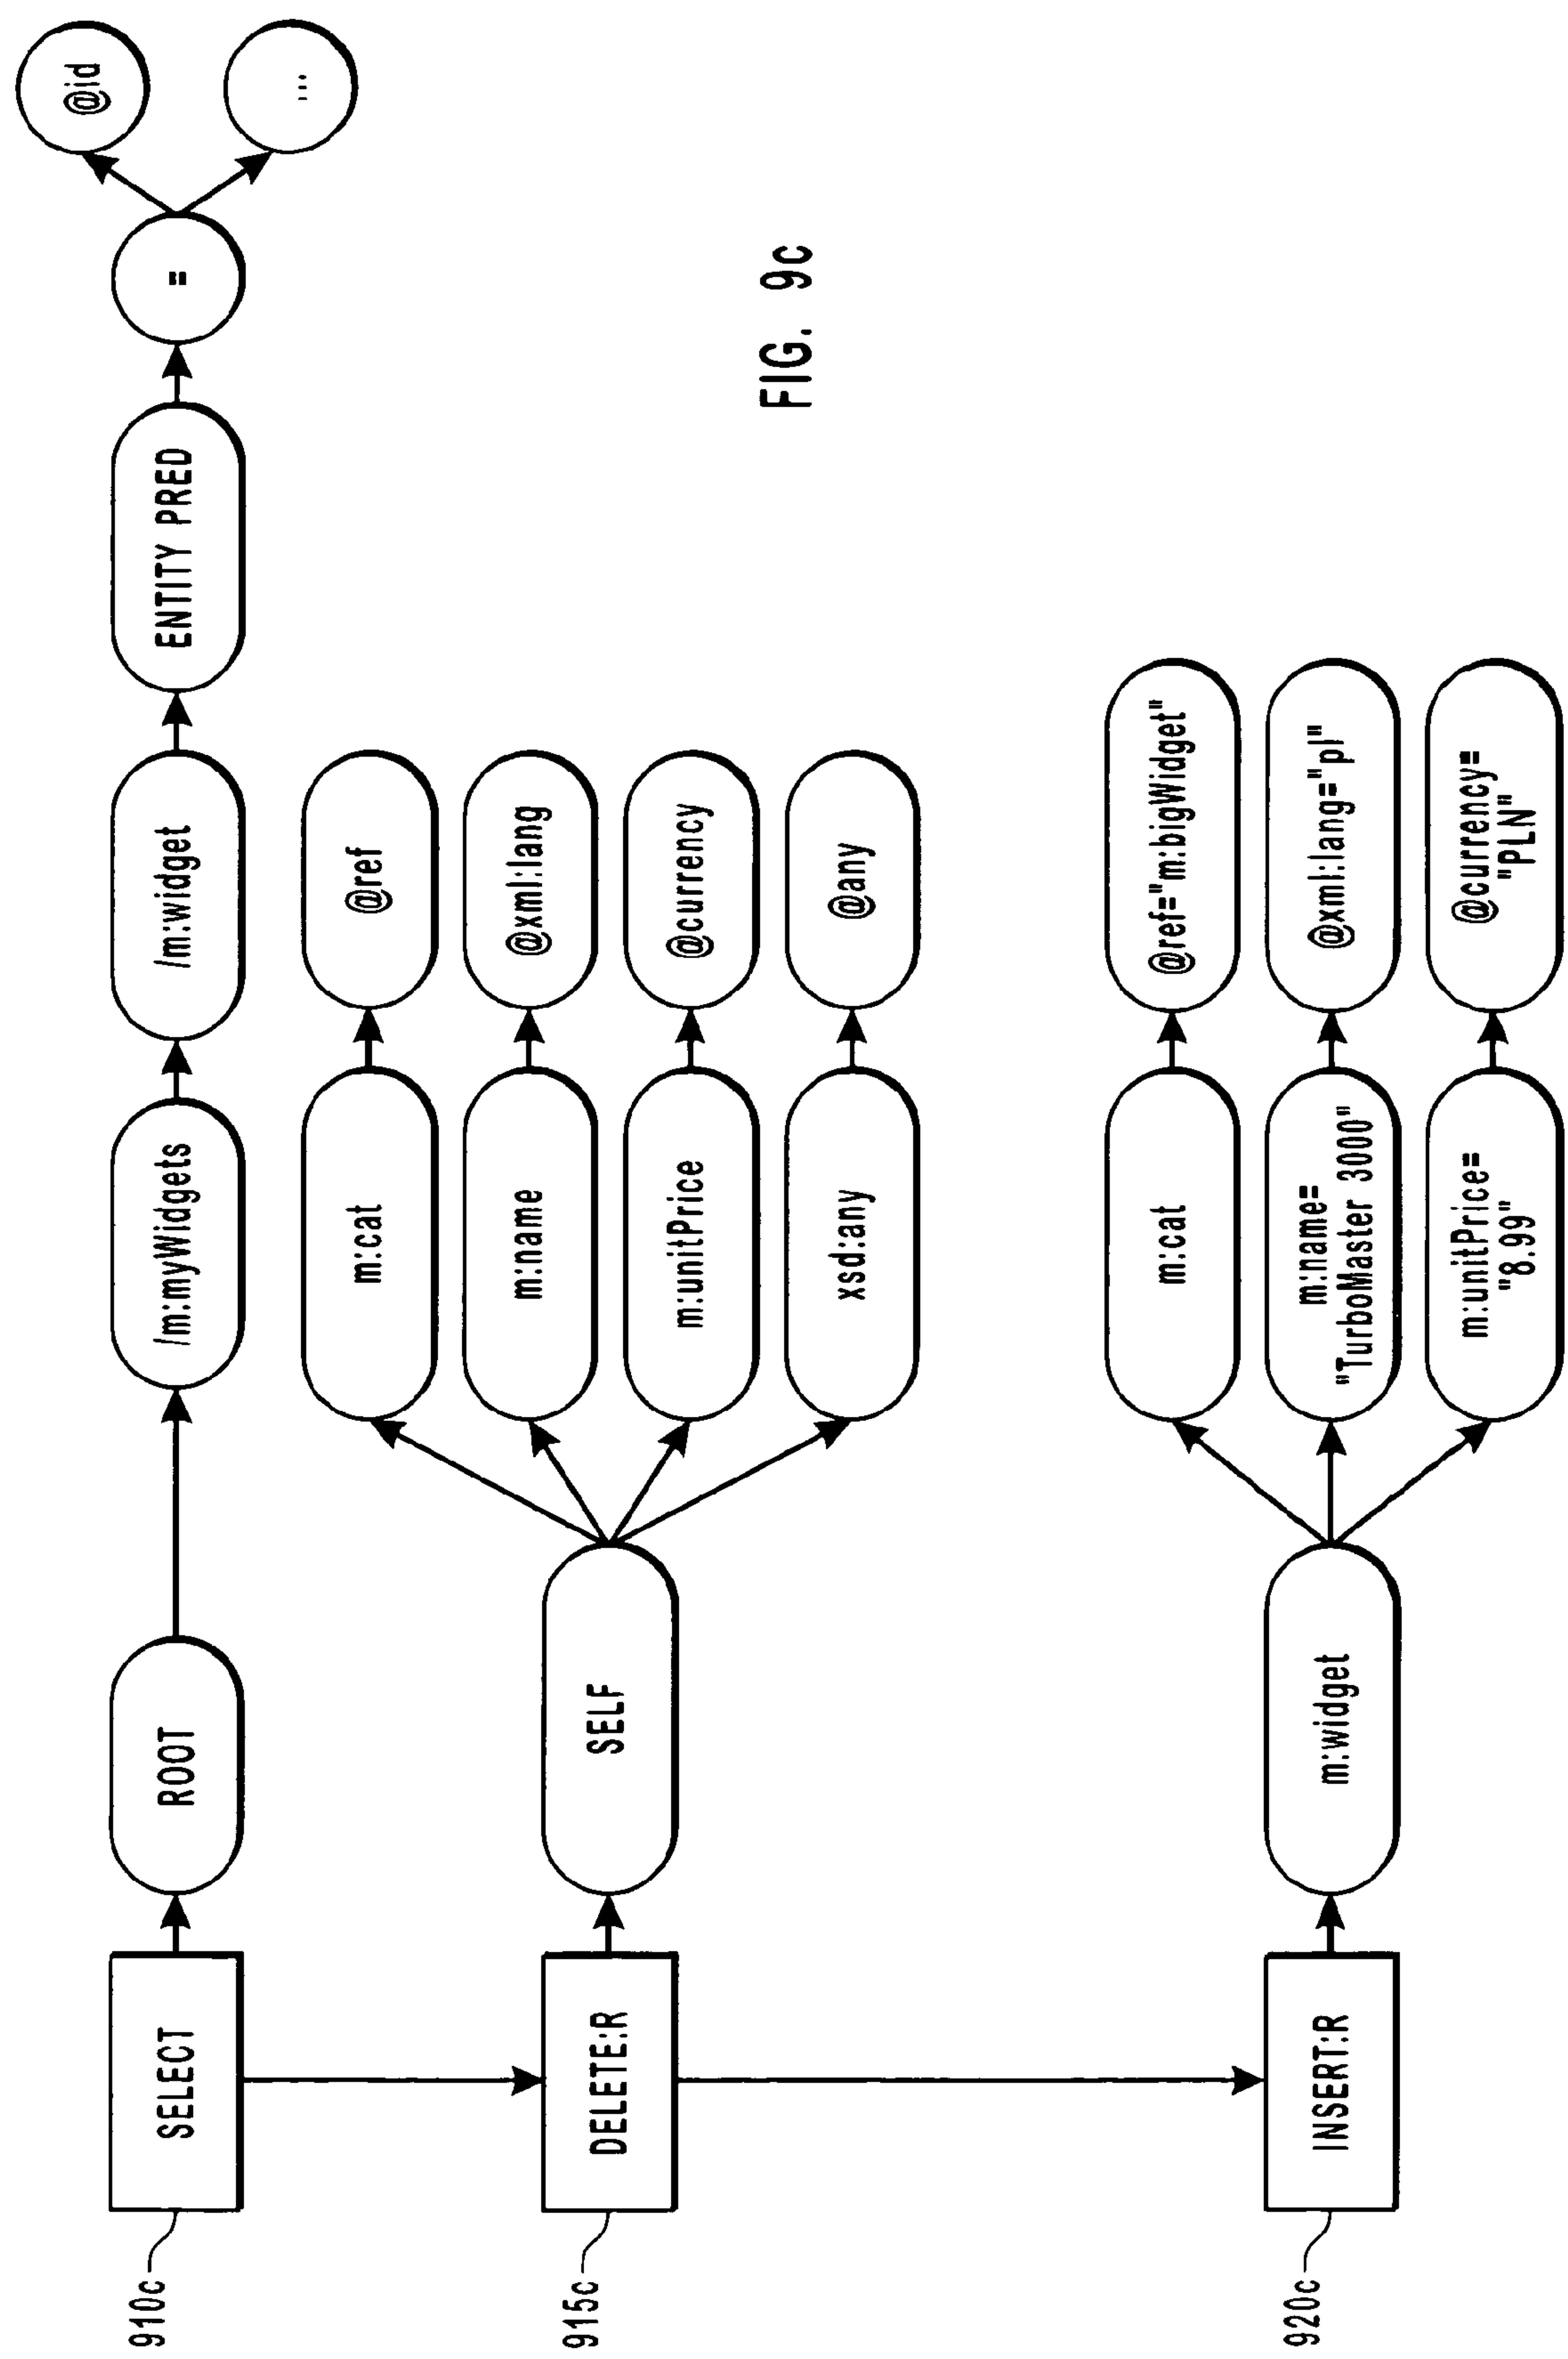 910c
SELECT
ROOT
/m:myWidgets
/m:widget
ENTITY PRED
=
@id
...
915c
DELETE:R
SELF
m:cat
@ref
m:name
@xml:lang
m:unitPrice
@currency
xsd:any
@any
920c
INSERT:R
m:widget
m:cat
@ref="m:bigWidget"
m:name=
"TurboMaster 3000"
@xml:lang="pl"
m:unitPrice=
"8.99"
@currency=
"PLN"
FIG. 9c